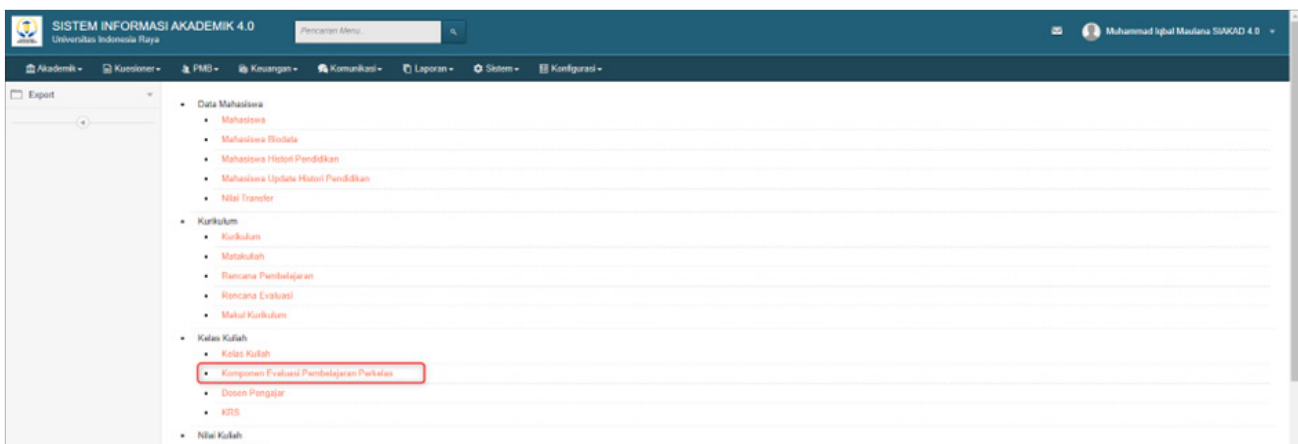 SISTEM INFORMASI AKADEMIK 4.0
Universitas Indonesia Raya
Pencarian Menu...
Muhammad Iqbal Maulana SIAKAD 4.0
Akademik
Kuesioner
PMB
Keuangan
Komunikasi
Laporan
Sistem
Konfigurasi
Export
Data Mahasiswa
Mahasiswa
Mahasiswa Biodata
Mahasiswa Histori Pendidikan
Mahasiswa Update Histori Pendidikan
Nilai Transfer
Kurikulum
Kurikulum
Matakuliah
Rencana Pembelajaran
Rencana Evaluasi
Makul Kurikulum
Kelas Kuliah
Kelas Kuliah
Komponen Evaluasi Pembelajaran Perkelas
Dosen Pengajar
KRS
Nilai Kuliah